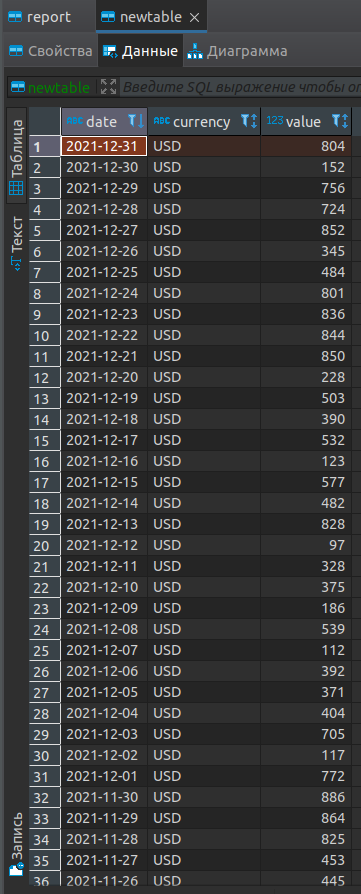 report newtable
Свойства Данные Диаграмма
newtable Введите SQL выражение чтобы от
Таблица
Текст
Запись
ABC date ABC currency 123 value
1 2021-12-31 USD 804
2 2021-12-30 USD 152
3 2021-12-29 USD 756
4 2021-12-28 USD 724
5 2021-12-27 USD 852
6 2021-12-26 USD 345
7 2021-12-25 USD 484
8 2021-12-24 USD 801
9 2021-12-23 USD 836
10 2021-12-22 USD 844
11 2021-12-21 USD 850
12 2021-12-20 USD 228
13 2021-12-19 USD 503
14 2021-12-18 USD 390
15 2021-12-17 USD 532
16 2021-12-16 USD 123
17 2021-12-15 USD 577
18 2021-12-14 USD 482
19 2021-12-13 USD 828
20 2021-12-12 USD 97
21 2021-12-11 USD 328
22 2021-12-10 USD 375
23 2021-12-09 USD 186
24 2021-12-08 USD 539
25 2021-12-07 USD 112
26 2021-12-06 USD 392
27 2021-12-05 USD 371
28 2021-12-04 USD 404
29 2021-12-03 USD 705
30 2021-12-02 USD 117
31 2021-12-01 USD 772
32 2021-11-30 USD 886
33 2021-11-29 USD 864
34 2021-11-28 USD 825
35 2021-11-27 USD 453
36 2021-11-26 USD 445